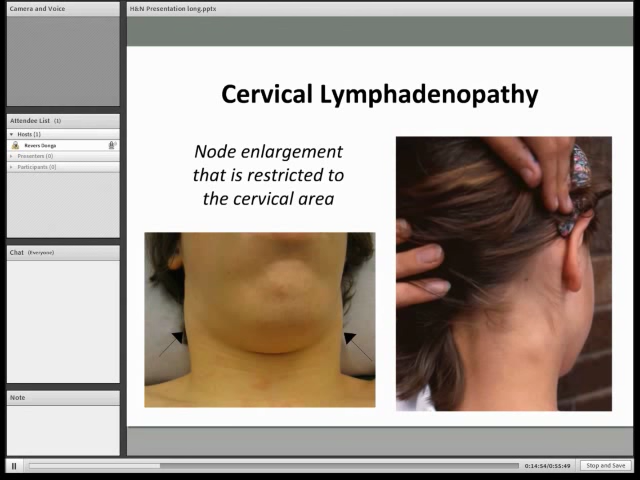 Camera and Voice
H&N Presentation long.pptx
Attendee List (1)
Hosts (1)
Revers Donga
Presenters (0)
Participants (0)
Chat (Everyone)
Note
Cervical Lymphadenopathy
Node enlargement
that is restricted to
the cervical area
0:14:54/0:55:49
Stop and Save